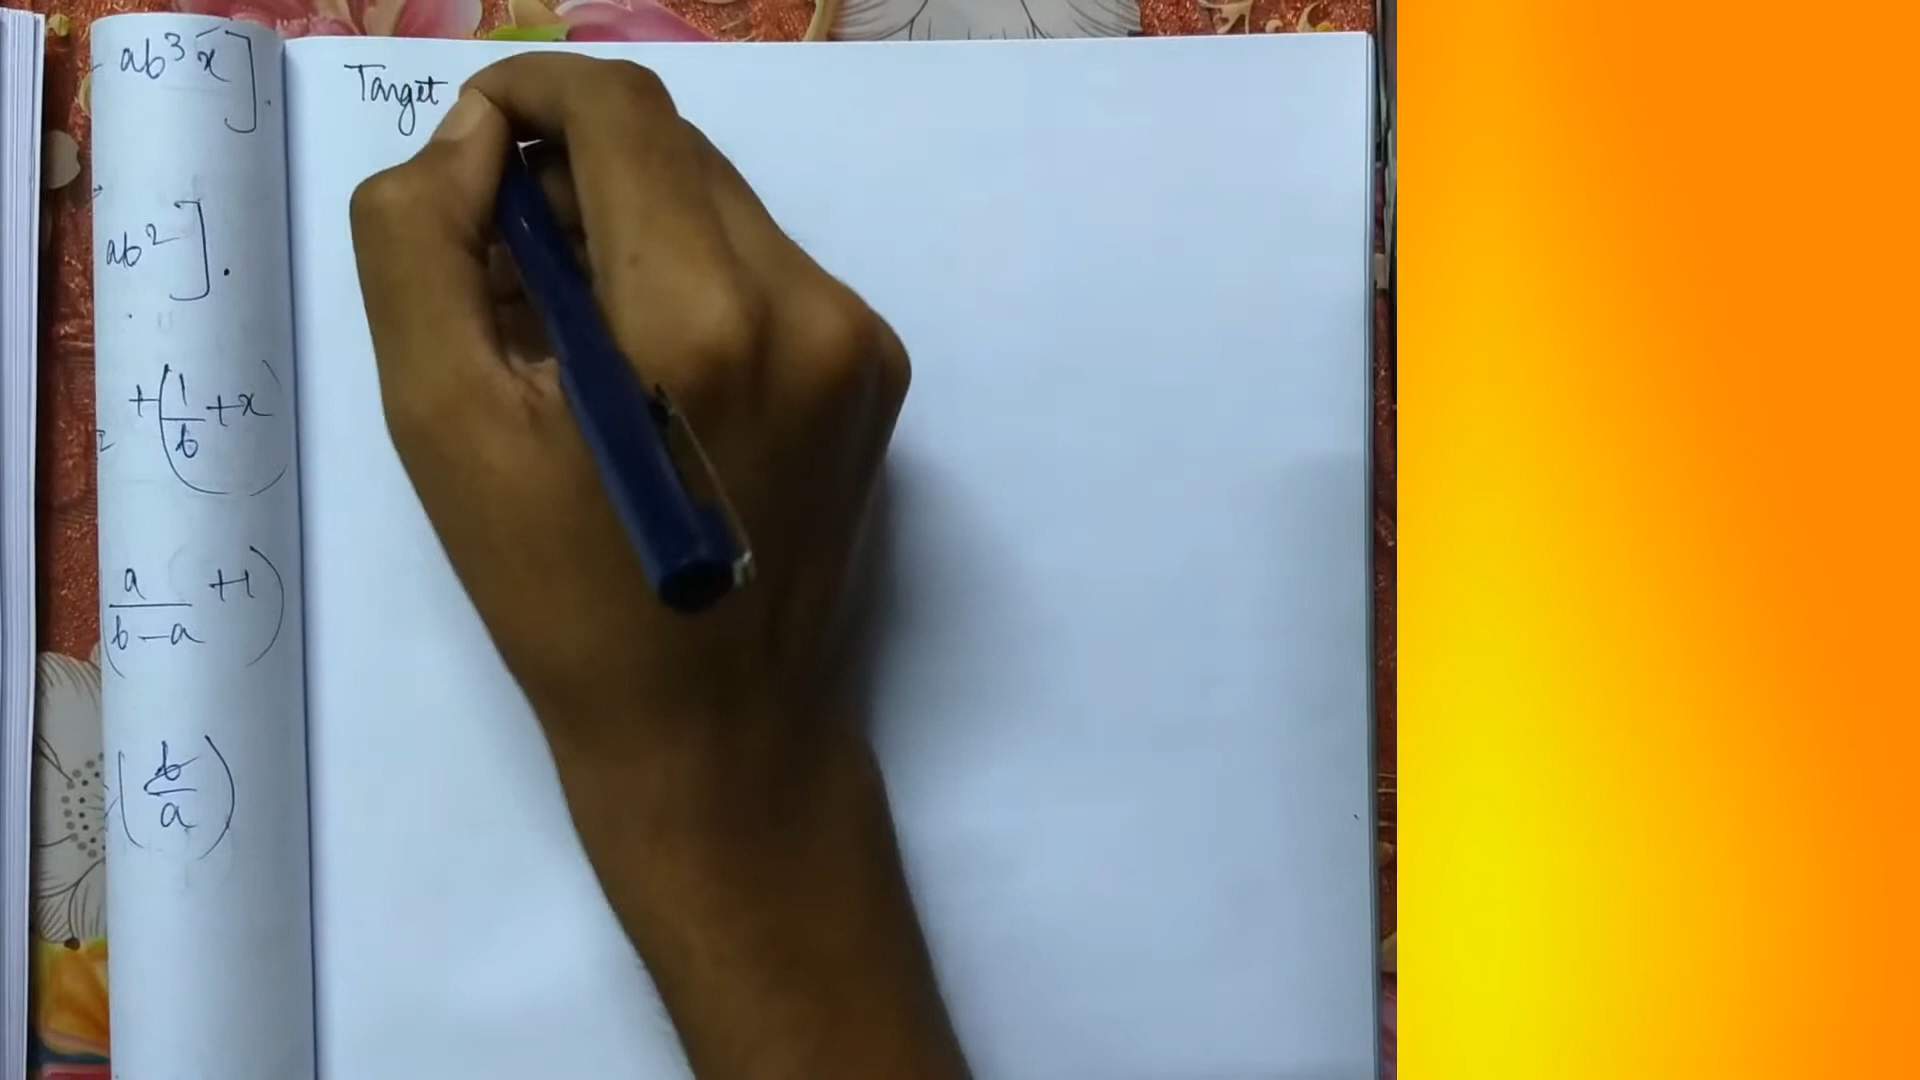 ab³x].
ab²].
+(1/b + x)
a/(b-a) +1)
(b/a)
Target